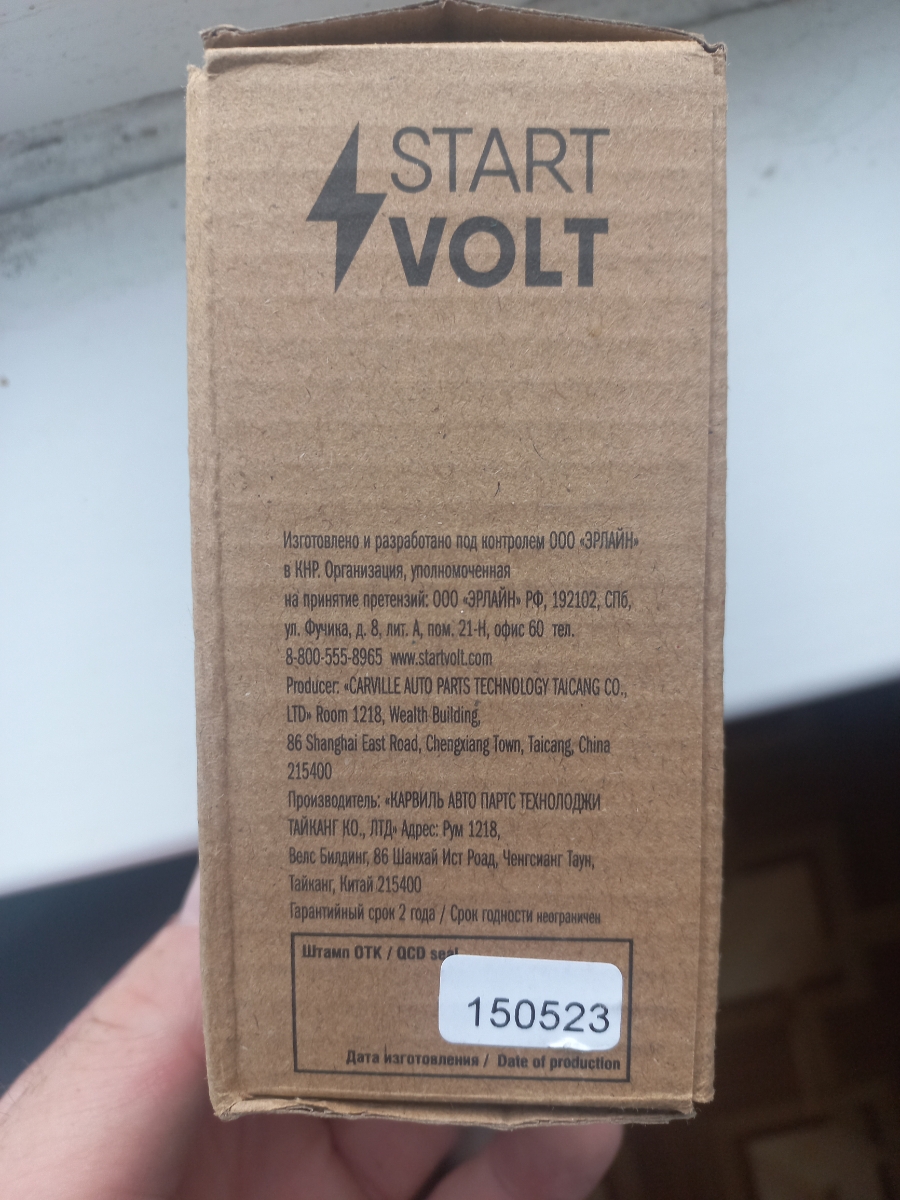 START
VOLT
Изготовлено и разработано под контролем ООО «ЭРЛАЙН»
в КНР. Организация, уполномоченная
на принятие претензий: ООО «ЭРЛАЙН» РФ, 192102, СПб,
ул. Фучика, д. 8, лит. А, пом. 21-Н, офис 60 тел.
8-800-555-8965 www.startvolt.com
Producer: «CARVILLE AUTO PARTS TECHNOLOGY TAICANG CO.,
LTD» Room 1218, Wealth Building,
86 Shanghai East Road, Chengxiang Town, Taicang, China
215400
Производитель: «КАРВИЛЬ АВТО ПАРТС ТЕХНОЛОДЖИ
ТАЙКАНГ КО., ЛТД» Адрес: Рум 1218,
Велс Билдинг, 86 Шанхай Ист Роад, Ченгсианг Таун,
Тайканг, Китай 215400
Гарантийный срок 2 года / Срок годности неограничен
Штамп ОТК / QCD seal
150523
Дата изготовления / Date of production